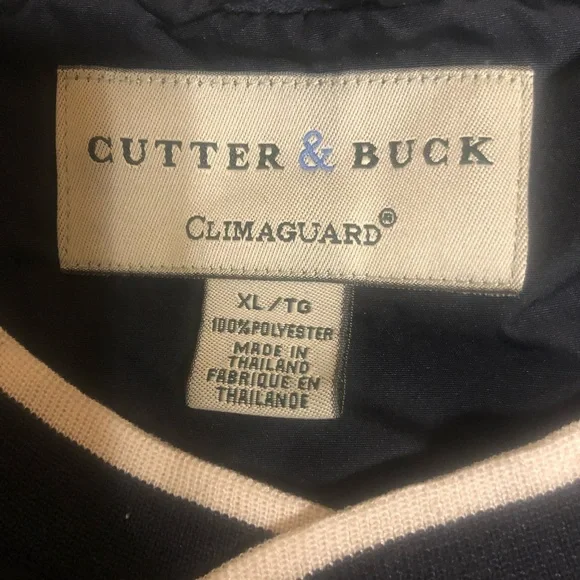 CUTTER & BUCK
CLIMAGUARD®
XL/TG
100%POLYESTER
MADE IN
THAILAND
FABRIQUE EN
THAILANDE